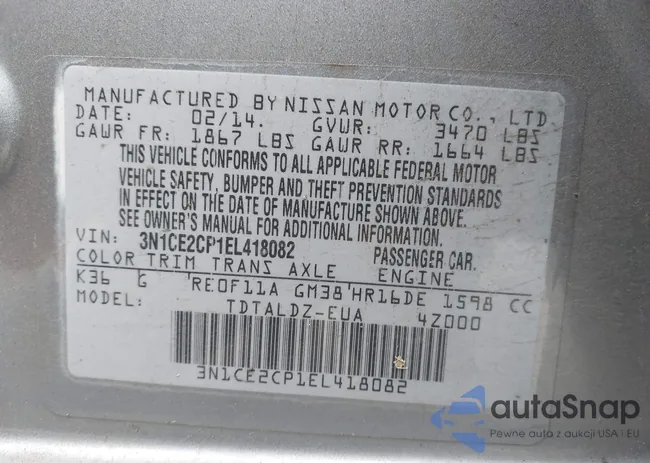 MANUFACTURED BY NISSAN MOTOR CO., LTD.
DATE: 02/14. GVWR: 3470 LBS
GAWR FR: 1867 LBS GAWR RR: 1664 LBS
THIS VEHICLE CONFORMS TO ALL APPLICABLE FEDERAL MOTOR
VEHICLE SAFETY, BUMPER AND THEFT PREVENTION STANDARDS
IN EFFECT ON THE DATE OF MANUFACTURE SHOWN ABOVE.
SEE OWNER'S MANUAL FOR ADDITIONAL INFORMATION.
VIN: 3N1CE2CP1EL418082 PASSENGER CAR.
COLOR TRIM TRANS AXLE ENGINE
K36 G RE0F11A GM38 HR16DE 1598 CC
MODEL: TDTALDZ-EUA 4Z000
3N1CE2CP1EL418082
autaSnap
Pewne auto z aukcji USA i EU